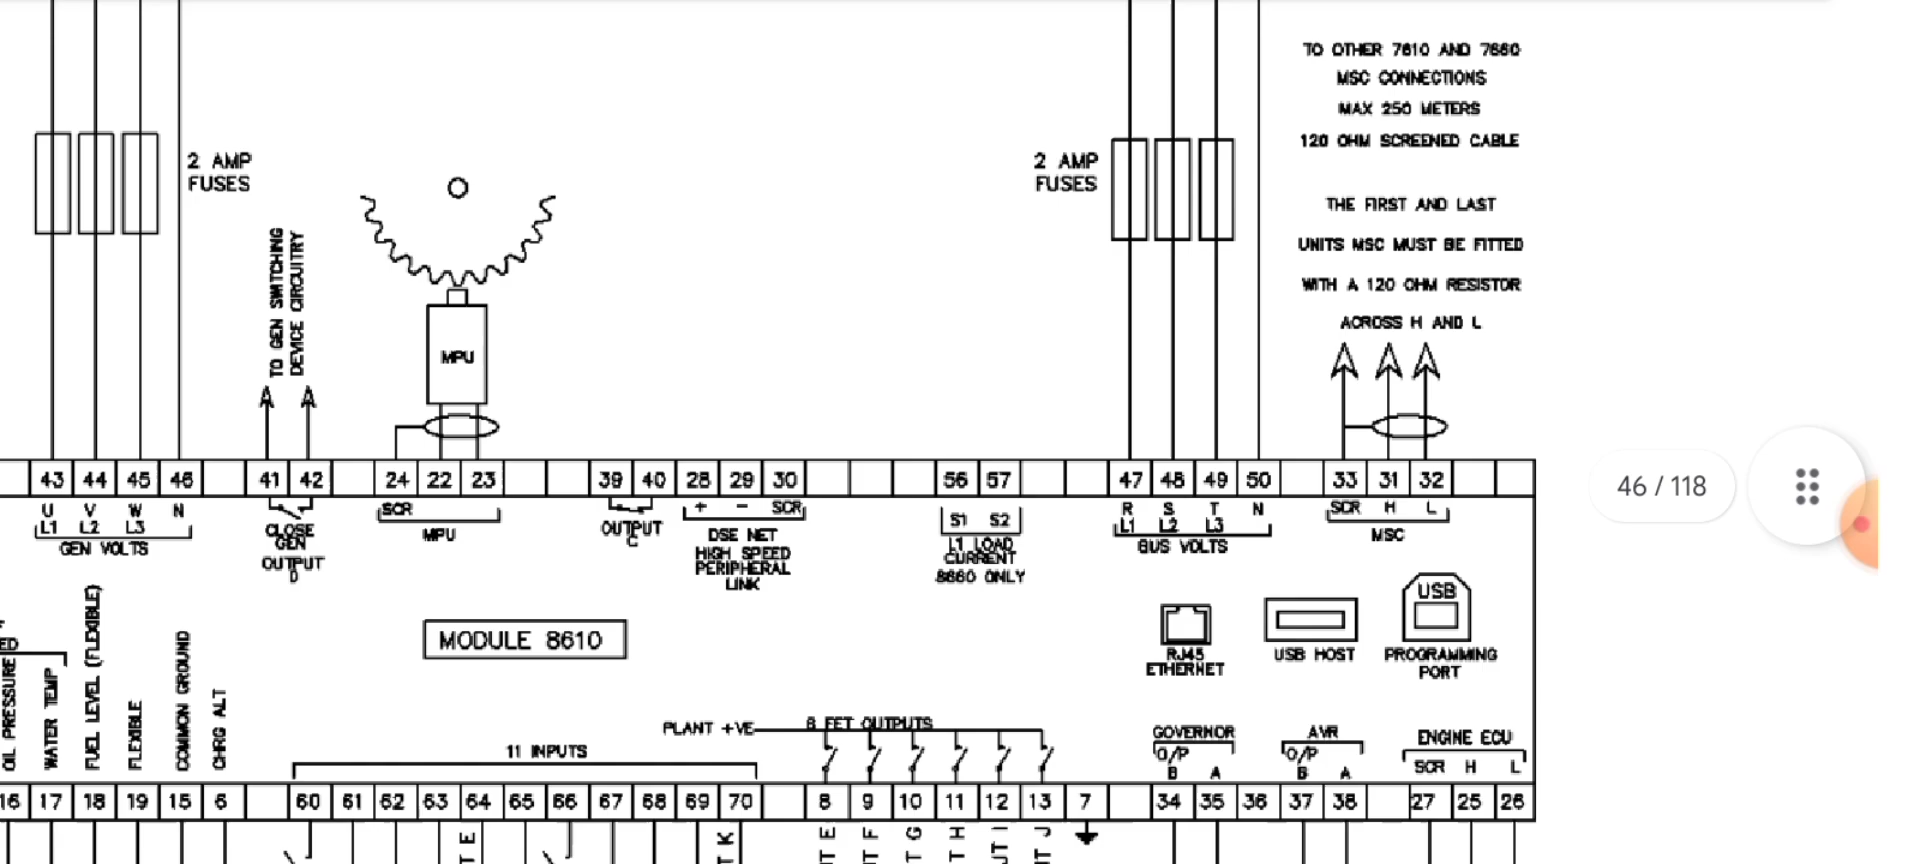 TO OTHER 7610 AND 7660
MSC CONNECTIONS
MAX 250 METERS
120 OHM SCREENED CABLE
THE FIRST AND LAST
UNITS MSC MUST BE FITTED
WITH A 120 OHM RESISTOR
ACROSS H AND L
2 AMP
FUSES
2 AMP
FUSES
TO GEN SWITCHING
DEVICE CIRCUITRY
MPU
43 44 45 46 41 42 24 22 23 39 40 28 29 30 56 57 47 48 49 50 33 31 32
U V W N
L1 L2 L3
GEN VOLTS
CLOSE
GEN
OUTPUT
D
SCR
MPU
OUTPUT
C
+ - SCR
DSE NET
HIGH SPEED
PERIPHERAL
LINK
S1 S2
L1 LOAD
CURRENT
8660 ONLY
R S T N
L1 L2 L3
BUS VOLTS
SCR H L
MSC
46 / 118
MODULE 8610
RJ45
ETHERNET
USB HOST
USB
PROGRAMMING
PORT
ED
OIL PRESSURE
WATER TEMP
FUEL LEVEL (FLEXIBLE)
FLEXIBLE
COMMON GROUND
CHRG ALT
11 INPUTS
PLANT +VE
6 FET OUTPUTS
GOVERNOR
O/P
B A
AVR
O/P
B A
ENGINE ECU
SCR H L
16 17 18 19 15 6 60 61 62 63 64 65 66 67 68 69 70 8 9 10 11 12 13 7 34 35 36 37 38 27 25 26
T E
T K
T E
T F
T G
T H
UT I
T J